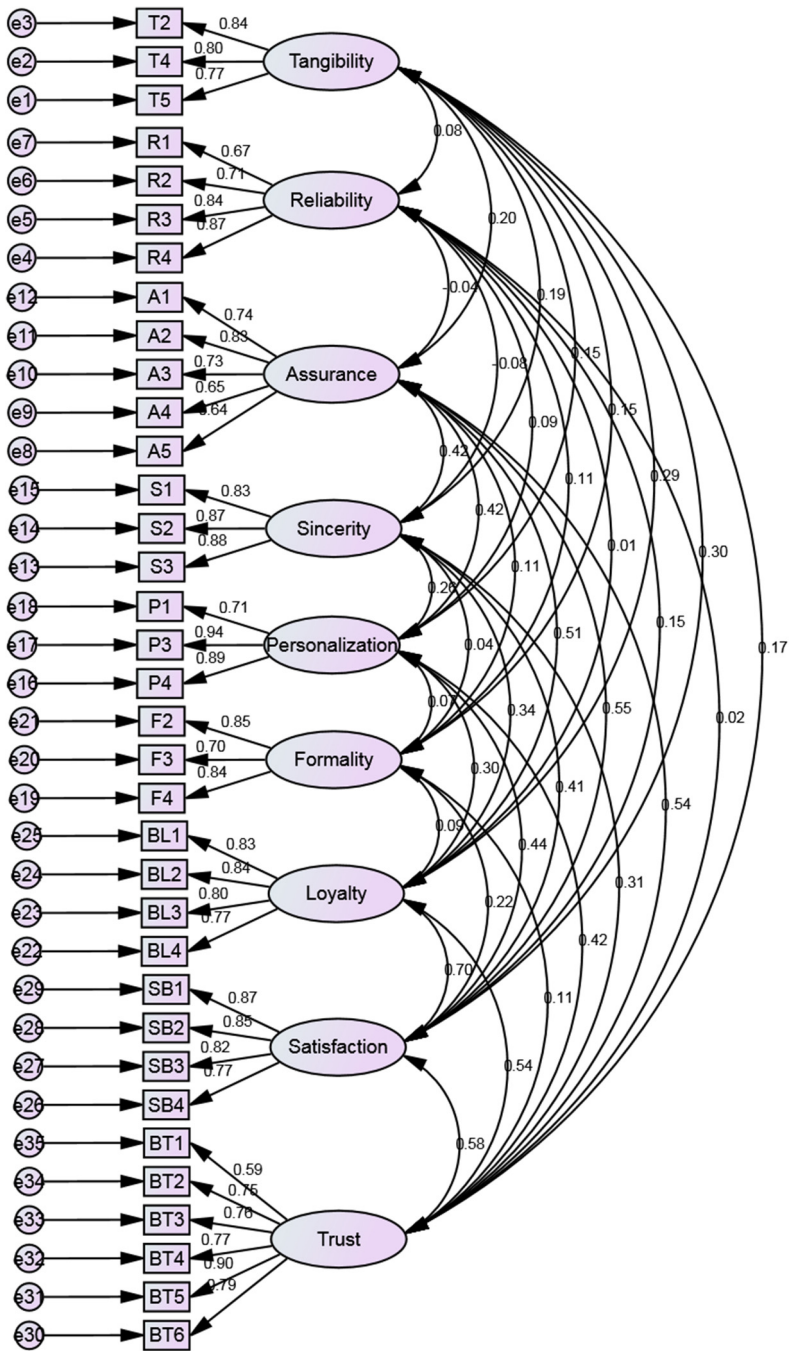 e3 T2 0.84
e2 T4 0.80 Tangibility
e1 T5 0.77
e7 R1 0.67 0.08
e6 R2 0.71 Reliability
e5 R3 0.84 0.20
e4 R4 0.87
e12 A1 0.74 -0.04 0.19
e11 A2 0.83 0.15
e10 A3 0.73 Assurance -0.08
e9 A4 0.65 0.09 0.15
e8 A5 0.64 0.42
e15 S1 0.83 0.11 0.29
e14 S2 0.87 Sincerity 0.42
e13 S3 0.88 0.11 0.01 0.30
e18 P1 0.71 0.26 0.51 0.15
e17 P3 0.94 Personalization 0.04 0.17
e16 P4 0.89
e21 F2 0.85 0.07 0.34 0.55 0.02
e20 F3 0.70 Formality 0.30
e19 F4 0.84 0.41 0.54
e25 BL1 0.83 0.09 0.44
e24 BL2 0.84
e23 BL3 0.80 Loyalty 0.22 0.31
e22 BL4 0.77 0.42
e29 SB1 0.87 0.70 0.11
e28 SB2 0.85
e27 SB3 0.82 Satisfaction 0.54
e26 SB4 0.77
e35 BT1 0.59 0.58
e34 BT2 0.75
e33 BT3 0.76
e32 BT4 0.77 Trust
e31 BT5 0.90
e30 BT6 0.79